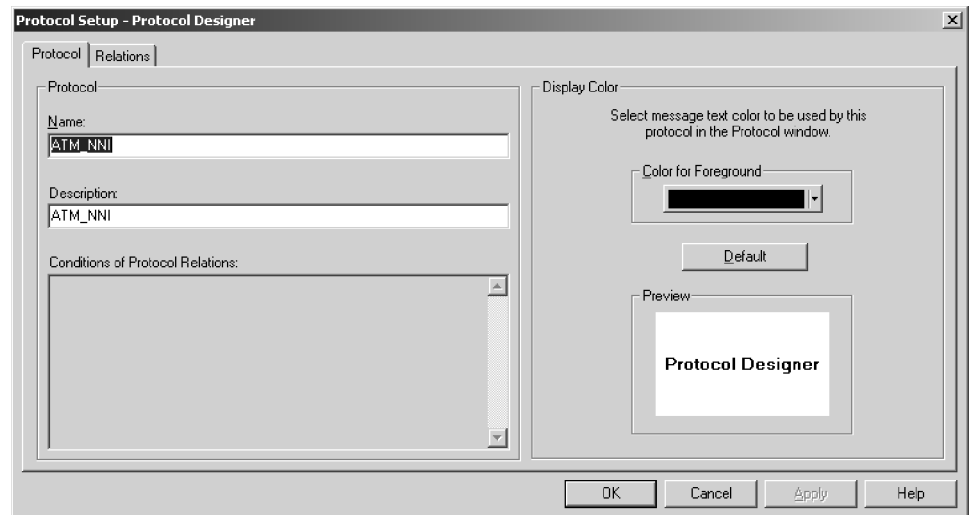 Protocol Setup - Protocol Designer
Protocol
Relations
Protocol
Name:
ATM_NNI
Description:
ATM_NNI
Conditions of Protocol Relations:
Display Color
Select message text color to be used by this
protocol in the Protocol window.
Color for Foreground
Default
Preview
Protocol Designer
OK
Cancel
Apply
Help